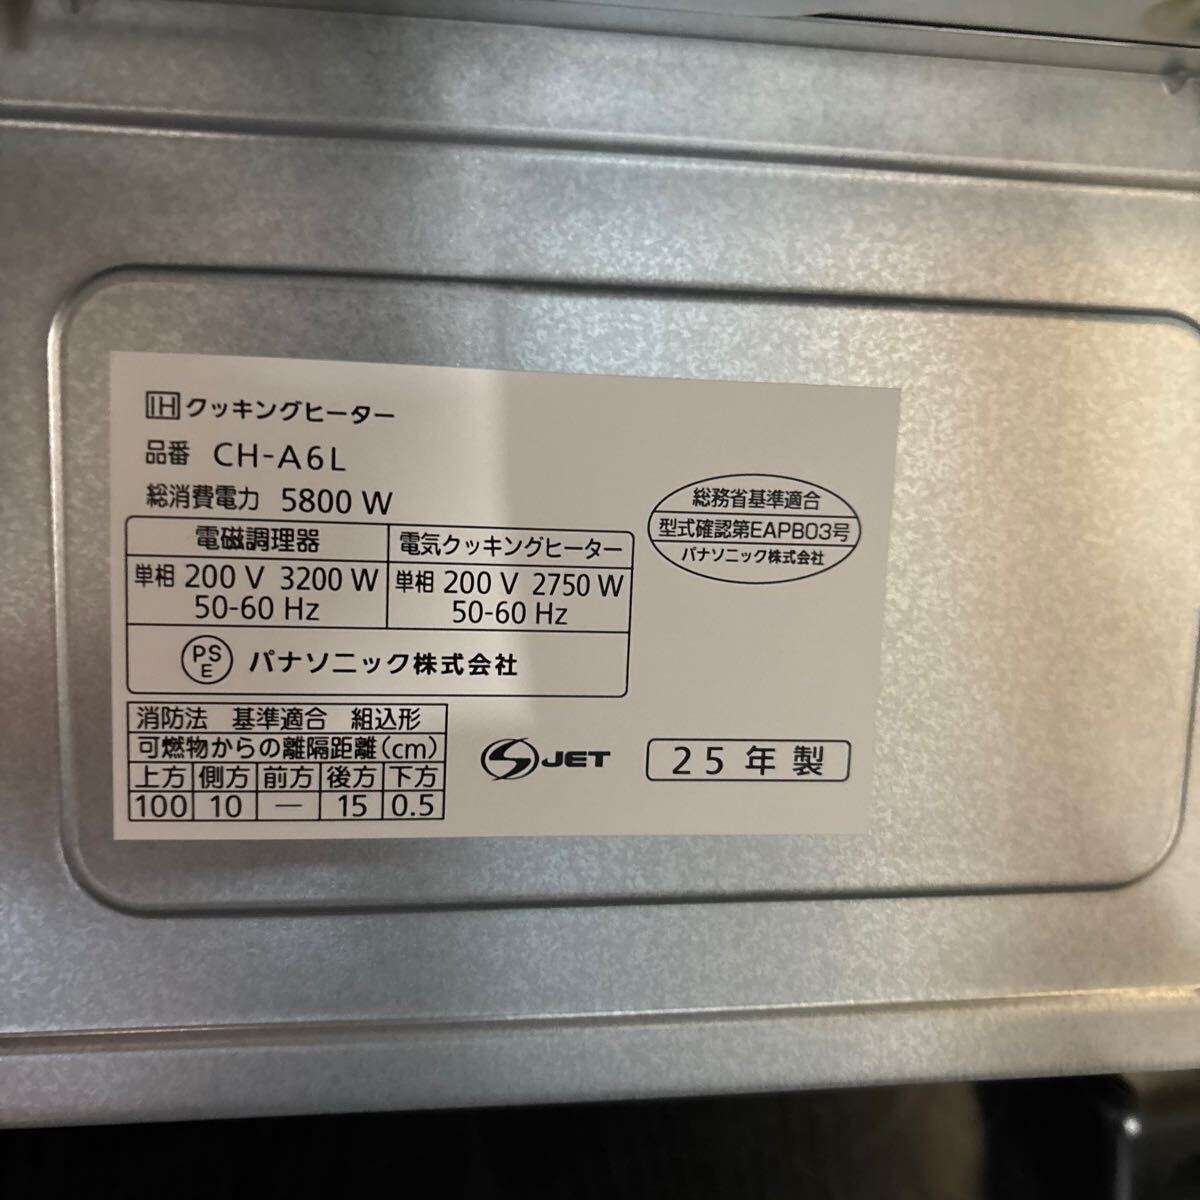 IHクッキングヒーター
品番 CH-A6L
総消費電力 5800 W
電磁調理器 電気クッキングヒーター
単相 200 V 3200 W 単相 200 V 2750 W
50-60 Hz 50-60 Hz
PSE パナソニック株式会社
総務省基準適合
型式確認第EAPB03号
パナソニック株式会社
消防法 基準適合 組込形
可燃物からの離隔距離(cm)
上方 側方 前方 後方 下方
100 10 — 15 0.5
S JET
25年製